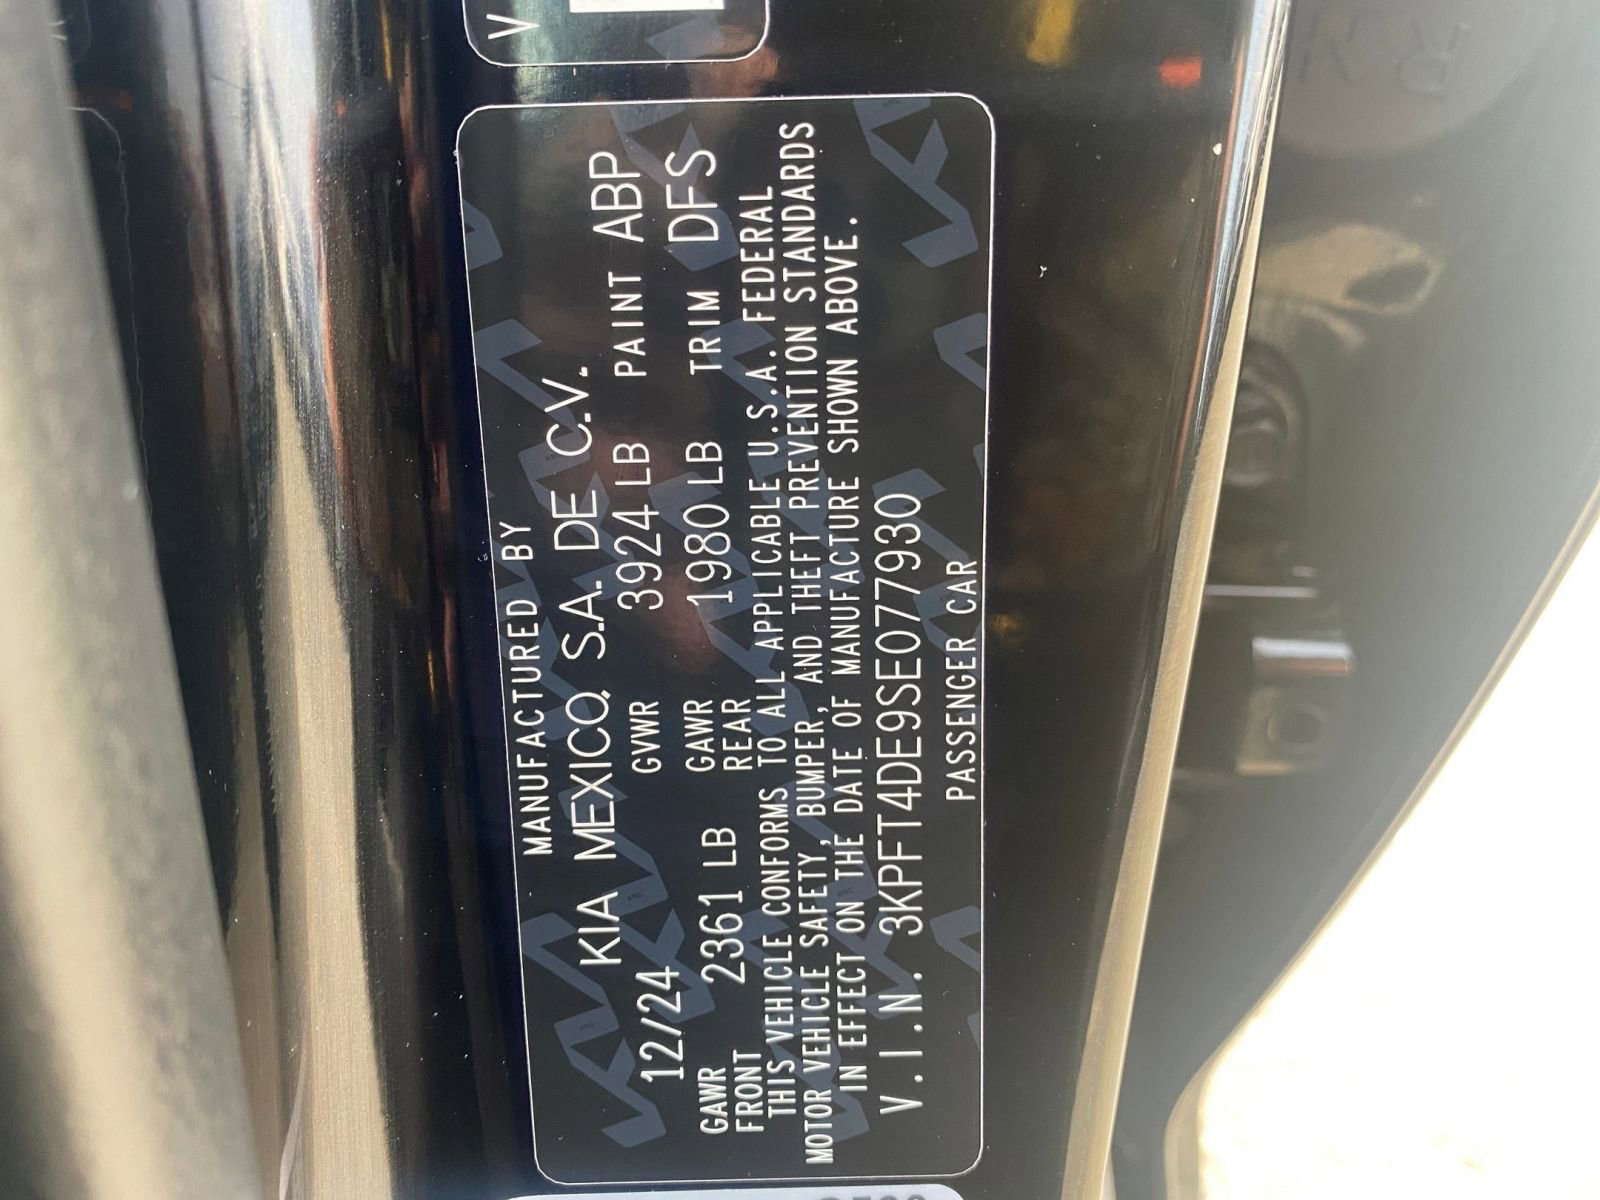 MANUFACTURED BY
KIA MEXICO, S.A. DE C.V.
12/24 GVWR 3924 LB PAINT ABP
GAWR FRONT 2361 LB GAWR REAR 1980 LB TRIM DFS
THIS VEHICLE CONFORMS TO ALL APPLICABLE U.S.A. FEDERAL
MOTOR VEHICLE SAFETY, BUMPER, AND THEFT PREVENTION STANDARDS
IN EFFECT ON THE DATE OF MANUFACTURE SHOWN ABOVE.
V.I.N. 3KPFT4DE9SE077930
PASSENGER CAR